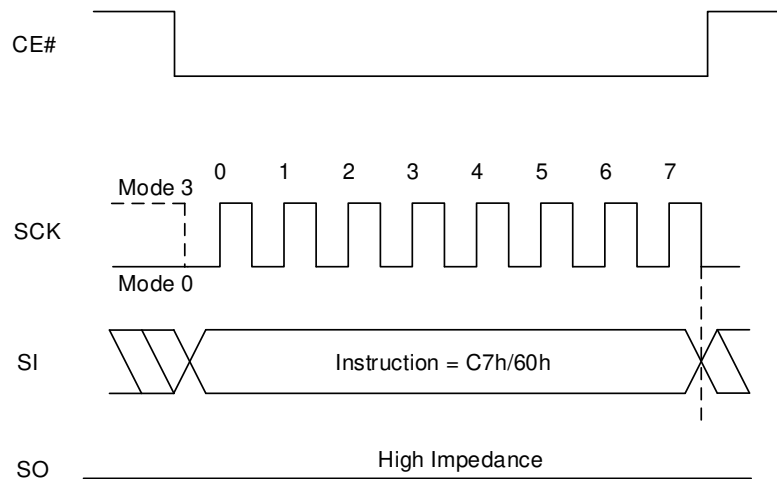 CE#
0 1 2 3 4 5 6 7
Mode 3
SCK
Mode 0
SI
Instruction = C7h/60h
SO
High Impedance